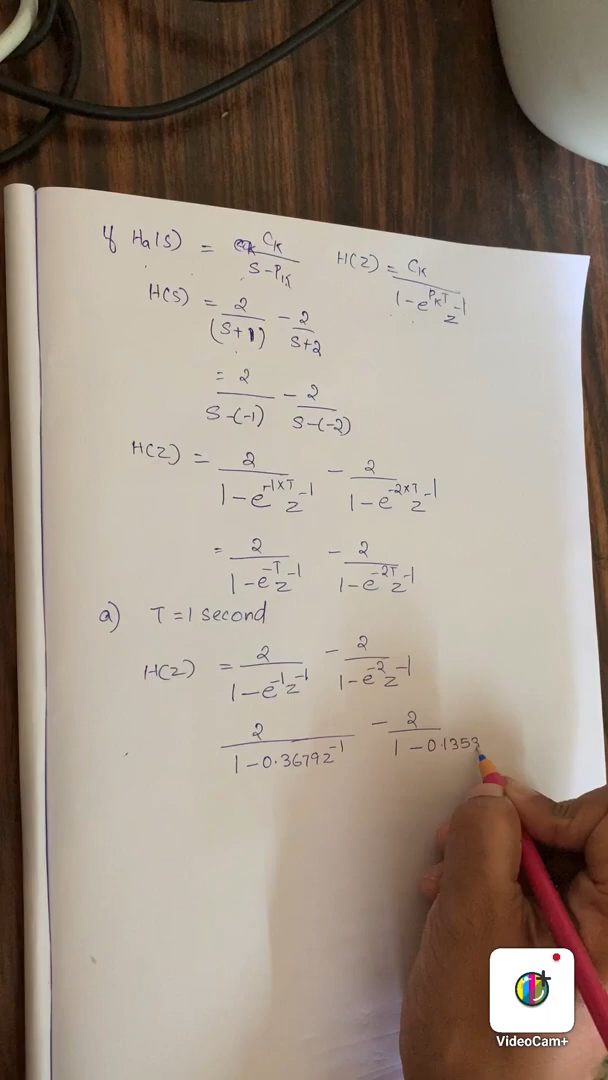 If Ha(s) = Ck / (s-Pk) H(z) = Ck / (1-e^(PkT) z^-1)
H(s) = 2/(s+1) - 2/(s+2)
= 2/(s-(-1)) - 2/(s-(-2))
H(z) = 2/(1-e^(-1×T) z^-1) - 2/(1-e^(-2×T) z^-1)
= 2/(1-e^(-T) z^-1) - 2/(1-e^(-2T) z^-1)
a) T = 1 second
H(z) = 2/(1-e^(-1) z^-1) - 2/(1-e^(-2) z^-1)
2/(1-0.3679z^-1) - 2/(1-0.1353
VideoCam+